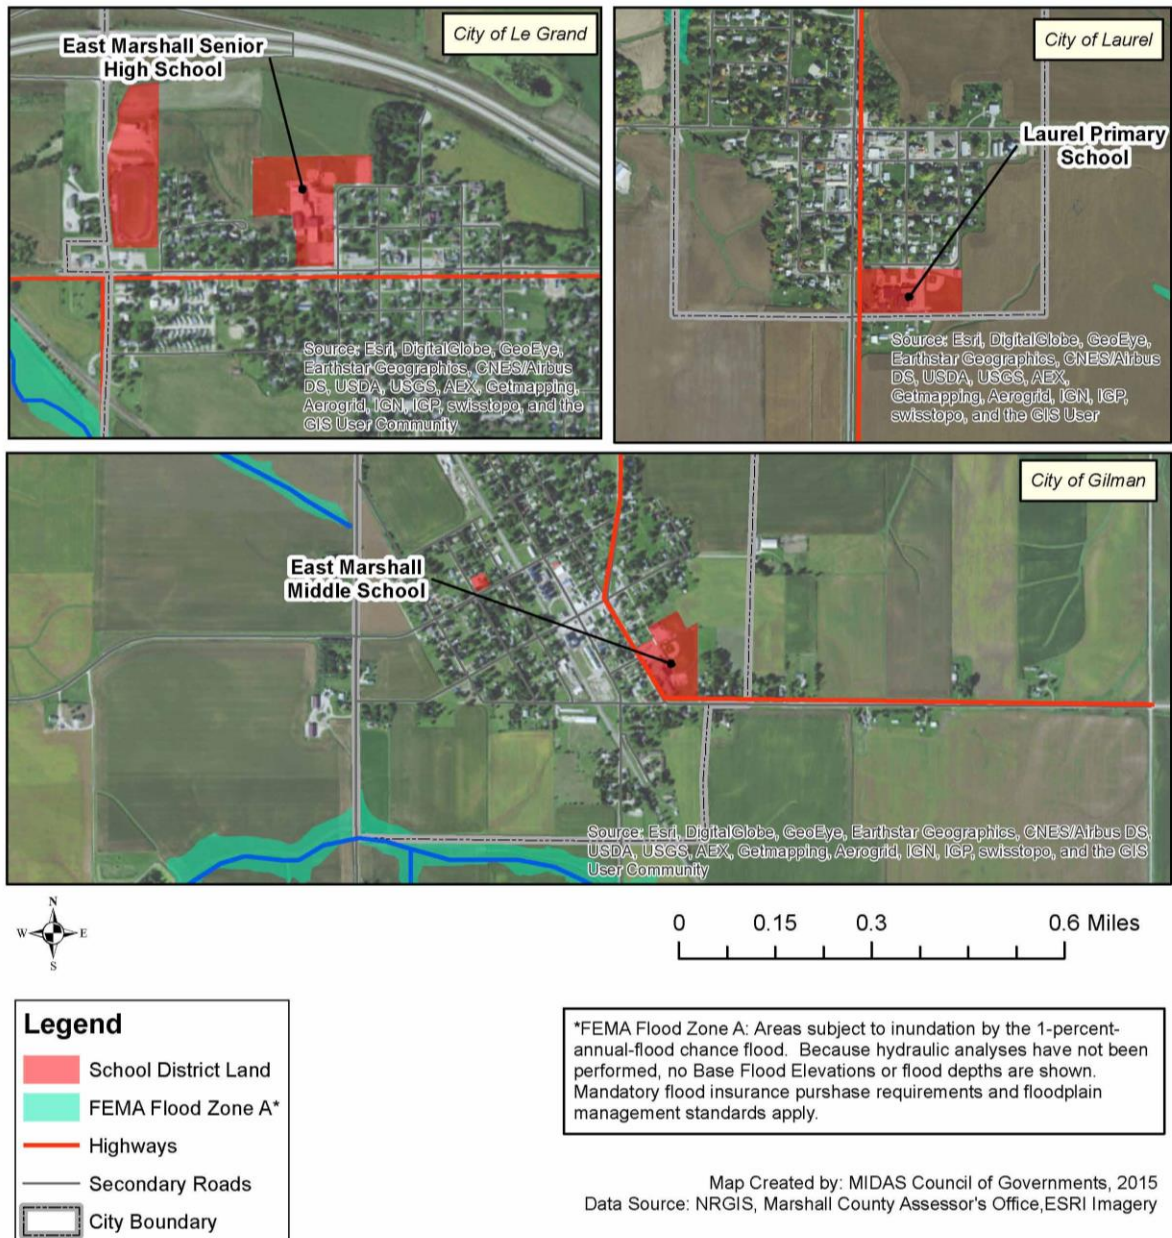 City of Le Grand
East Marshall Senior
High School
Source: Esri, DigitalGlobe, GeoEye,
Earthstar Geographics, CNES/Airbus
DS, USDA, USGS, AEX, Getmapping,
Aerogrid, IGN, IGP, swisstopo, and the
GIS User Community
City of Laurel
Laurel Primary
School
Source: Esri, DigitalGlobe, GeoEye,
Earthstar Geographics, CNES/Airbus
DS, USDA, USGS, AEX,
Getmapping, Aerogrid, IGN, IGP,
swisstopo, and the GIS User
City of Gilman
East Marshall
Middle School
Source: Esri, DigitalGlobe, GeoEye, Earthstar Geographics, CNES/Airbus DS,
USDA, USGS, AEX, Getmapping, Aerogrid, IGN, IGP, swisstopo, and the GIS
User Community
N
W E
S
0 0.15 0.3 0.6 Miles
Legend
School District Land
FEMA Flood Zone A*
Highways
Secondary Roads
City Boundary
*FEMA Flood Zone A: Areas subject to inundation by the 1-percent-
annual-flood chance flood. Because hydraulic analyses have not been
performed, no Base Flood Elevations or flood depths are shown.
Mandatory flood insurance purshase requirements and floodplain
management standards apply.
Map Created by: MIDAS Council of Governments, 2015
Data Source: NRGIS, Marshall County Assessor's Office,ESRI Imagery